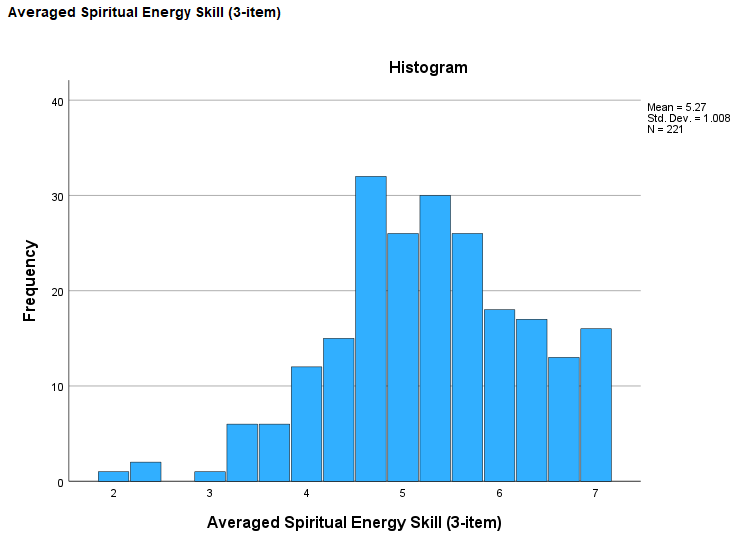 Averaged Spiritual Energy Skill (3-item)
Histogram
Mean = 5.27
Std. Dev. = 1.008
N = 221
40
30
20
10
0
Frequency
2 3 4 5 6 7
Averaged Spiritual Energy Skill (3-item)